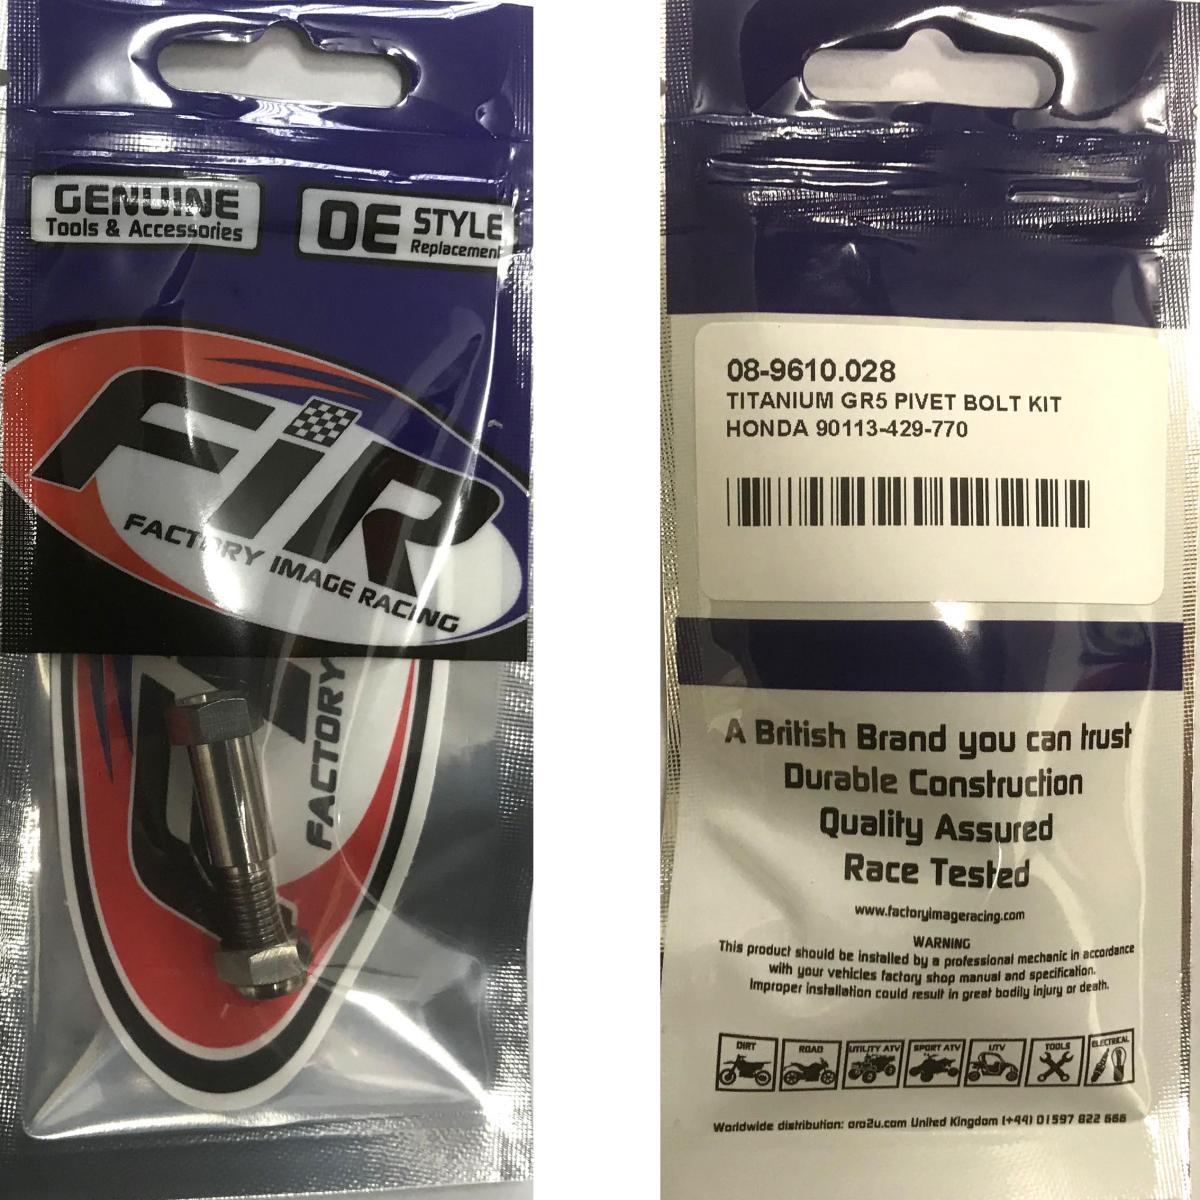 GENUINE
Tools & Accessories
OE STYLE
Replacement
FiR
FACTORY IMAGE RACING
FACTORY
08-9610.028
TITANIUM GR5 PIVET BOLT KIT
HONDA 90113-429-770
A British Brand you can trust
Durable Construction
Quality Assured
Race Tested
www.factoryimageracing.com
WARNING
This product should be installed by a professional mechanic in accordance
with your vehicles factory shop manual and specification.
Improper installation could result in great bodily injury or death.
DIRT ROAD UTILITY ATV SPORT ATV UTV TOOLS ELECTRICAL
Worldwide distribution: oro2u.com United Kingdom (+44) 01597 822 666